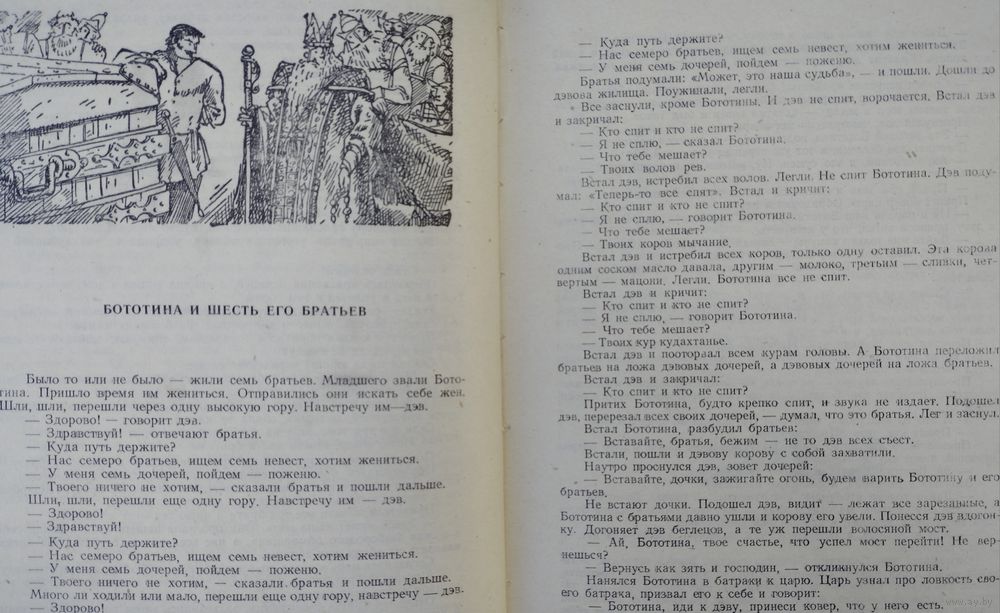 БОТОТИНА И ШЕСТЬ ЕГО БРАТЬЕВ
Было то или не было — жили семь братьев. Младшего звали Бото-
тина. Пришло время им жениться. Отправились они искать себе жен.
Шли, шли, перешли через одну высокую гору. Навстречу им—дэв.
— Здорово! — говорит дэв.
— Здравствуй! — отвечают братья.
— Куда путь держите?
— Нас семеро братьев, ищем семь невест, хотим жениться.
— У меня семь дочерей, пойдем — поженю.
— Твоего ничего не хотим, — сказали братья и пошли дальше.
Шли, шли, перешли еще одну гору. Навстречу им — дэв.
— Здорово!
— Здравствуй!
— Куда путь держите?
— Нас семеро братьев, ищем семь невест, хотим жениться.
— У меня семь дочерей, пойдем — поженю.
— Твоего ничего не хотим, — сказали братья и пошли дальше.
Много ли ходили или мало, перешли еще одну гору, навстречу — дэв.
— Здорово!
— Куда путь держите?
— Нас семеро братьев, ищем семь невест, хотим жениться.
— У меня семь дочерей, пойдем — поженю.
Братья подумали: «Может, это наша судьба», — и пошли. Дошли до
дэвова жилища. Поужинали, легли.
Все заснули, кроме Бототины. И дэв не спит, ворочается. Встал дэв
и закричал:
— Кто спит и кто не спит?
— Я не сплю, — сказал Бототина.
— Что тебе мешает?
— Твоих волов рев.
Встал дэв, истребил всех волов. Легли. Не спит Бототина. Дэв поду-
мал: «Теперь-то все спят». Встал и кричит:
— Кто спит и кто не спит?
— Я не сплю, — говорит Бототина.
— Что тебе мешает?
— Твоих коров мычание.
Встал дэв и истребил всех коров, только одну оставил. Эта корова
одним соском масло давала, другим — молоко, третьим — сливки, чет-
вертым — мацони. Легли. Бототина все не спит.
Встал дэв и кричит:
— Кто спит и кто не спит?
— Я не сплю, — говорит Бототина.
— Что тебе мешает?
— Твоих кур кудахтанье.
Встал дэв и пооторвал всем курам головы. А Бототина переложил
братьев на ложа дэвовых дочерей, а дэвовых дочерей на ложа братьев.
Встал дэв и закричал:
— Кто спит и кто не спит?
Притих Бототина, будто крепко спит, и звука не издает. Подошел
дэв, перерезал всех своих дочерей, — думал, что это братья. Лег и заснул.
Встал Бототина, разбудил братьев:
— Вставайте, братья, бежим — не то дэв всех съест.
Встали, пошли и дэвову корову с собой захватили.
Наутро проснулся дэв, зовет дочерей:
— Вставайте, дочки, зажигайте огонь, будем варить Бототину и его
братьев.
Не встают дочки. Подошел дэв, видит — лежат все зарезанные, а
Бототина с братьями давно ушли и корову его увели. Понесся дэв вдогон-
ку. Догоняет дэв беглецов, а те уж перешли волосяной мост.
— Ай, Бототина, твое счастье, что успел мост перейти! Не вер-
нешься?
— Вернусь как зять и господин, — откликнулся Бототина.
Нанялся Бототина в батраки к царю. Царь узнал про ловкость сво-
его батрака, призвал его к себе и говорит:
— Бототина, иди к дэву, принеси ковер, что у него есть.
www.ay.by